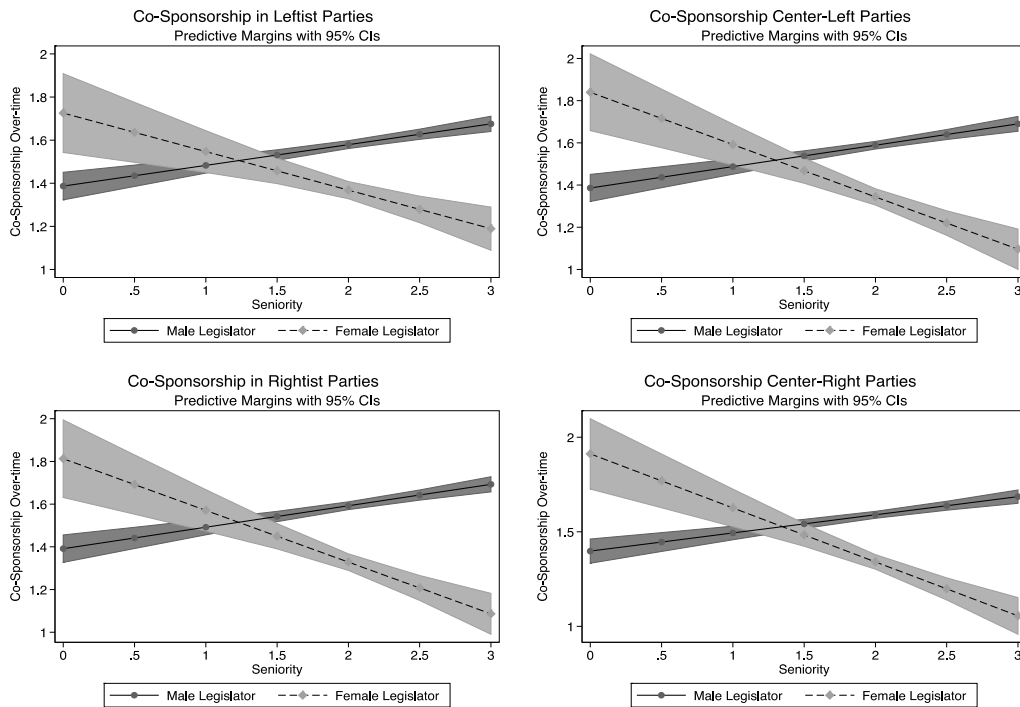 Co-Sponsorship in Leftist Parties
Predictive Margins with 95% CIs
Co-Sponsorship Over-time
2
1.8
1.6
1.4
1.2
1
0 .5 1 1.5 2 2.5 3
Seniority
Male Legislator Female Legislator
Co-Sponsorship Center-Left Parties
Predictive Margins with 95% CIs
Co-Sponsorship Over-time
2
1.8
1.6
1.4
1.2
1
0 .5 1 1.5 2 2.5 3
Seniority
Male Legislator Female Legislator
Co-Sponsorship in Rightist Parties
Predictive Margins with 95% CIs
Co-Sponsorship Over-time
2
1.8
1.6
1.4
1.2
1
0 .5 1 1.5 2 2.5 3
Seniority
Male Legislator Female Legislator
Co-Sponsorship Center-Right Parties
Predictive Margins with 95% CIs
Co-Sponsorship Over-time
2
1.5
1
0 .5 1 1.5 2 2.5 3
Seniority
Male Legislator Female Legislator